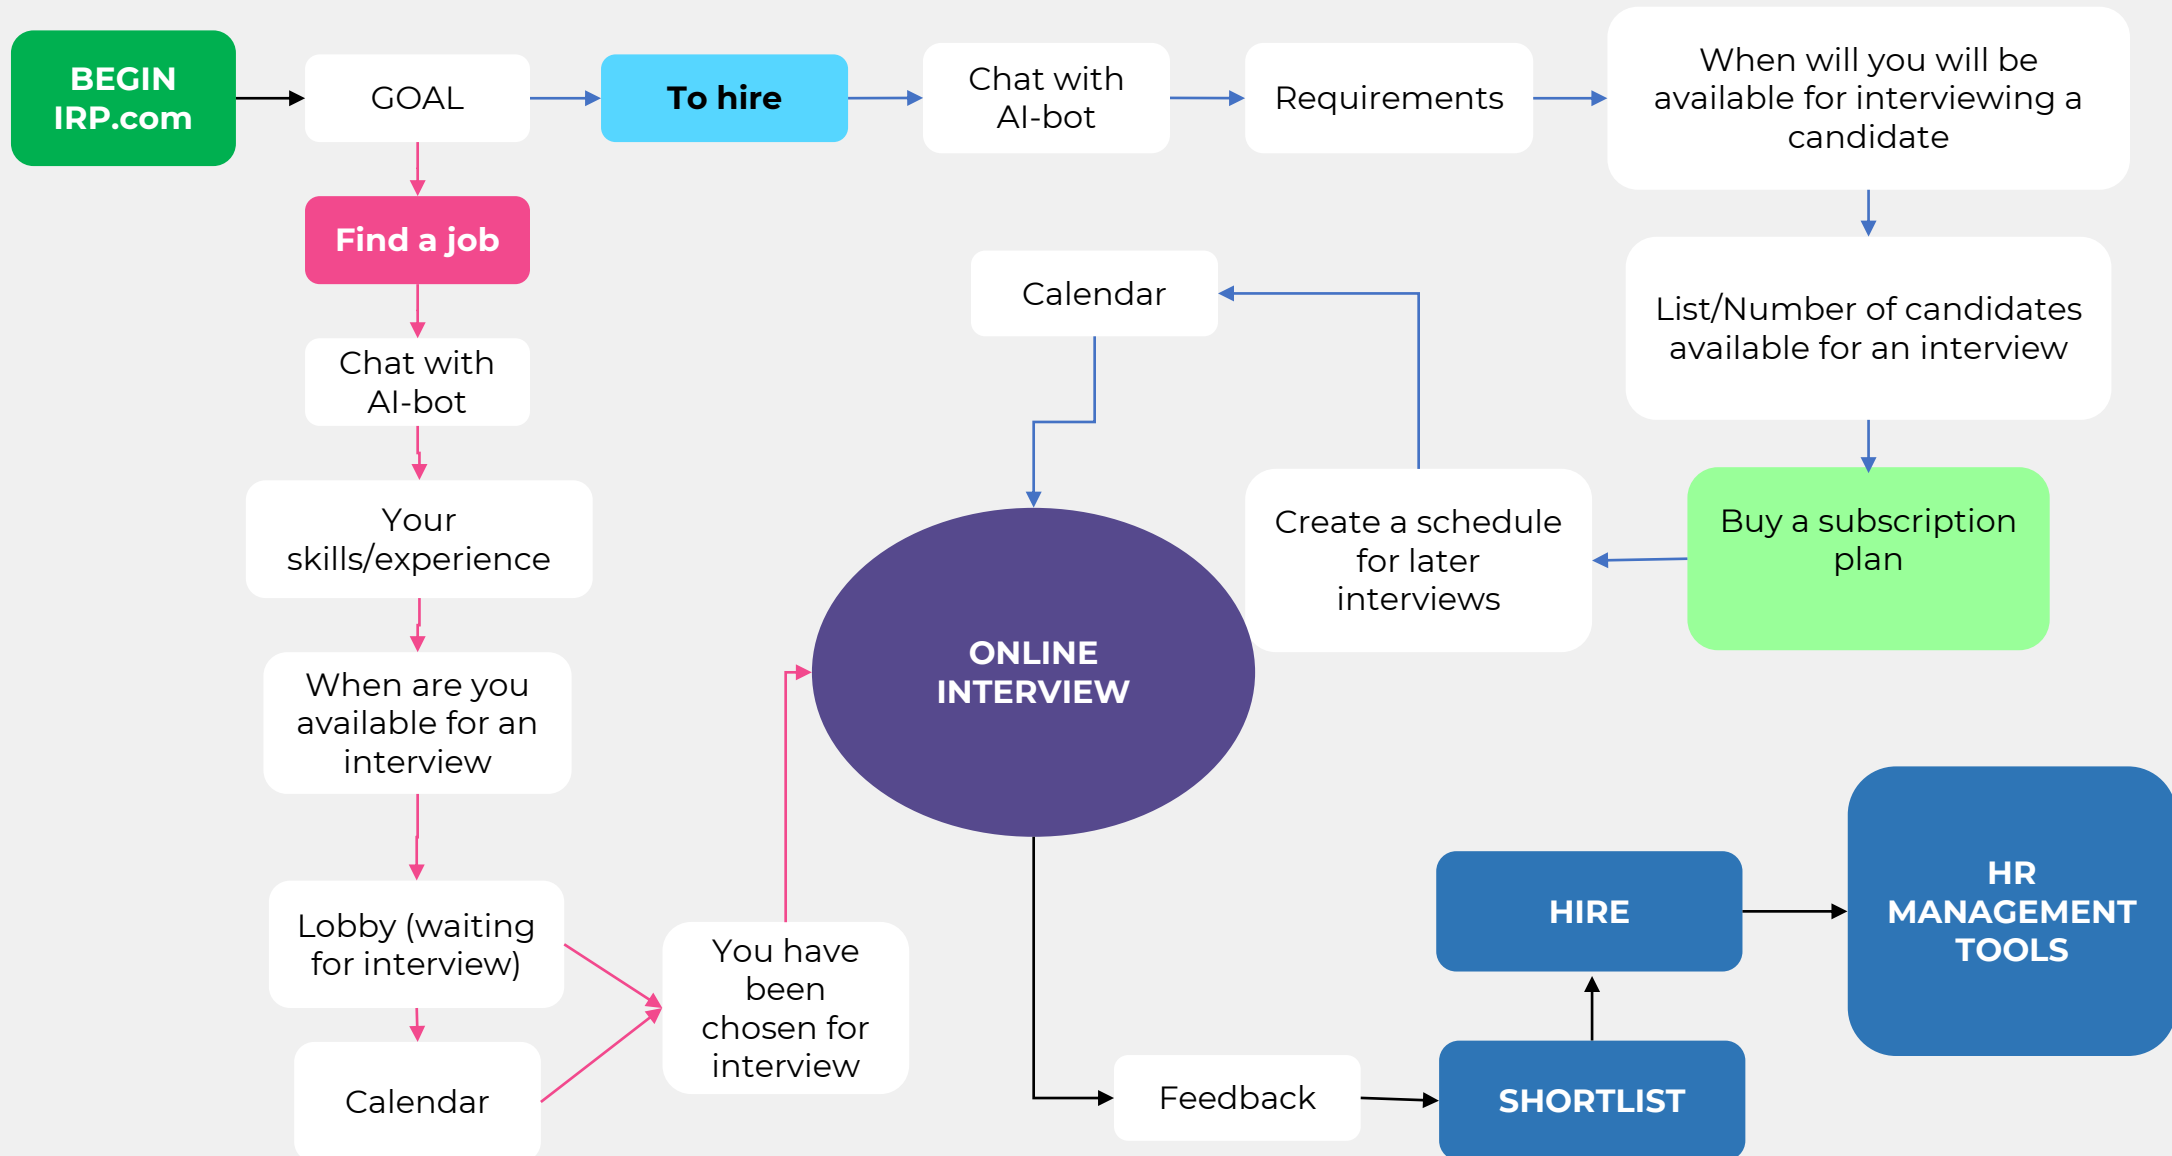 BEGIN
IRP.com
GOAL
To hire
Chat with
AI-bot
Requirements
When will you will be
available for interviewing a
candidate
Find a job
Calendar
List/Number of candidates
available for an interview
Chat with
AI-bot
Your
skills/experience
Create a schedule
for later
interviews
Buy a subscription
plan
ONLINE
INTERVIEW
When are you
available for an
interview
Lobby (waiting
for interview)
You have
been
chosen for
interview
HIRE
HR
MANAGEMENT
TOOLS
Calendar
Feedback
SHORTLIST